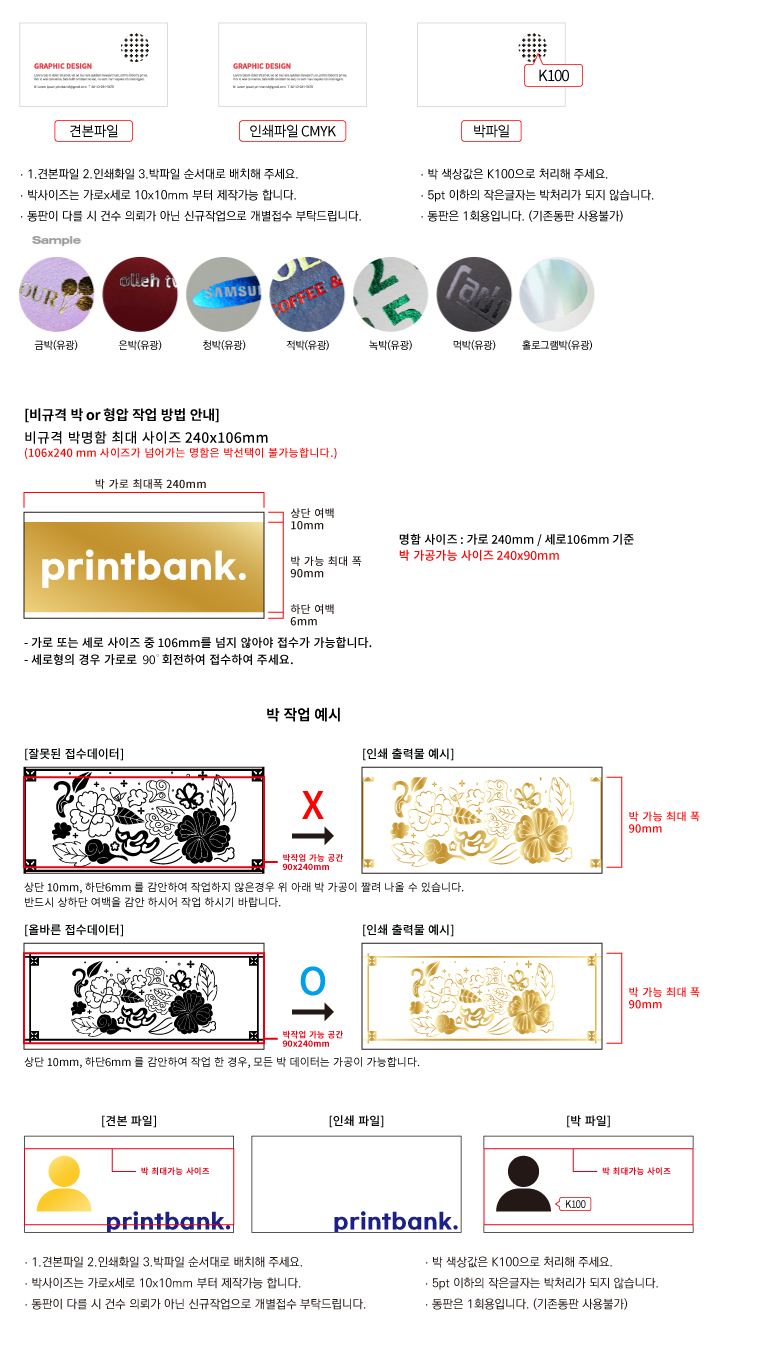 GRAPHIC DESIGN
GRAPHIC DESIGN
K100
견본파일
인쇄파일 CMYK
박파일
· 1.견본파일 2.인쇄화일 3.박파일 순서대로 배치해 주세요.
· 박사이즈는 가로x세로 10x10mm 부터 제작가능 합니다.
· 동판이 다를 시 건수 의뢰가 아닌 신규작업으로 개별접수 부탁드립니다.
· 박 색상값은 K100으로 처리해 주세요.
· 5pt 이하의 작은글자는 박처리가 되지 않습니다.
· 동판은 1회용입니다. (기존동판 사용불가)
Sample
OUR
olleh tv
SAMSU
COFFEE &
25
금박(유광)
은박(유광)
청박(유광)
적박(유광)
녹박(유광)
먹박(유광)
홀로그램박(유광)
[비규격 박 or 형압 작업 방법 안내]
비규격 박명함 최대 사이즈 240x106mm
(106x240 mm 사이즈가 넘어가는 명함은 박선택이 불가능합니다.)
박 가로 최대폭 240mm
printbank.
상단 여백
10mm
박 가능 최대 폭
90mm
하단 여백
6mm
명함 사이즈 : 가로 240mm / 세로106mm 기준
박 가공가능 사이즈 240x90mm
- 가로 또는 세로 사이즈 중 106mm를 넘지 않아야 접수가 가능합니다.
- 세로형의 경우 가로로 90° 회전하여 접수하여 주세요.
박 작업 예시
[잘못된 접수데이터]
[인쇄 출력물 예시]
X
박작업 가능 공간
90x240mm
박 가능 최대 폭
90mm
상단 10mm, 하단6mm 를 감안하여 작업하지 않은경우 위 아래 박 가공이 짤려 나올 수 있습니다.
반드시 상하단 여백을 감안 하시어 작업 하시기 바랍니다.
[올바른 접수데이터]
[인쇄 출력물 예시]
O
박작업 가능 공간
90x240mm
박 가능 최대 폭
90mm
상단 10mm, 하단6mm 를 감안하여 작업 한 경우, 모든 박 데이터는 가공이 가능합니다.
[견본 파일]
[인쇄 파일]
[박 파일]
박 최대가능 사이즈
printbank.
printbank.
박 최대가능 사이즈
K100
· 1.견본파일 2.인쇄화일 3.박파일 순서대로 배치해 주세요.
· 박사이즈는 가로x세로 10x10mm 부터 제작가능 합니다.
· 동판이 다를 시 건수 의뢰가 아닌 신규작업으로 개별접수 부탁드립니다.
· 박 색상값은 K100으로 처리해 주세요.
· 5pt 이하의 작은글자는 박처리가 되지 않습니다.
· 동판은 1회용입니다. (기존동판 사용불가)